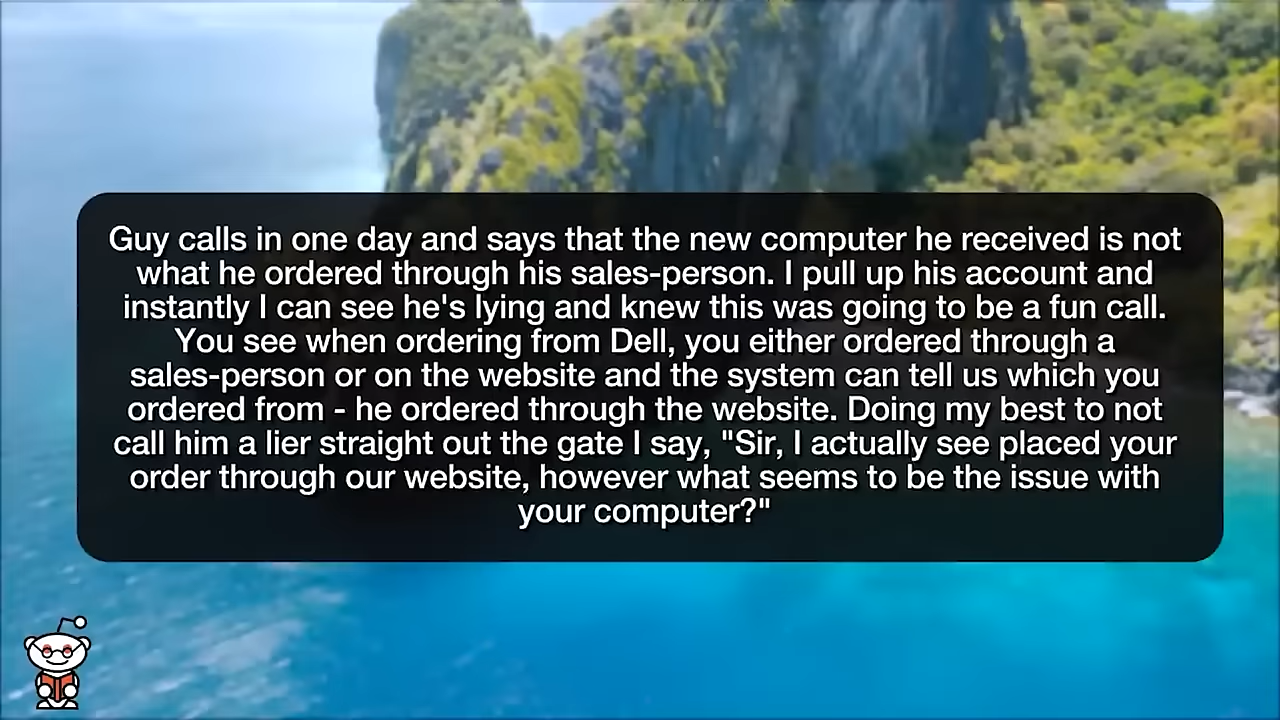 Guy calls in one day and says that the new computer he received is not
what he ordered through his sales-person. I pull up his account and
instantly I can see he's lying and knew this was going to be a fun call.
You see when ordering from Dell, you either ordered through a
sales-person or on the website and the system can tell us which you
ordered from - he ordered through the website. Doing my best to not
call him a lier straight out the gate I say, "Sir, I actually see placed your
order through our website, however what seems to be the issue with
your computer?"